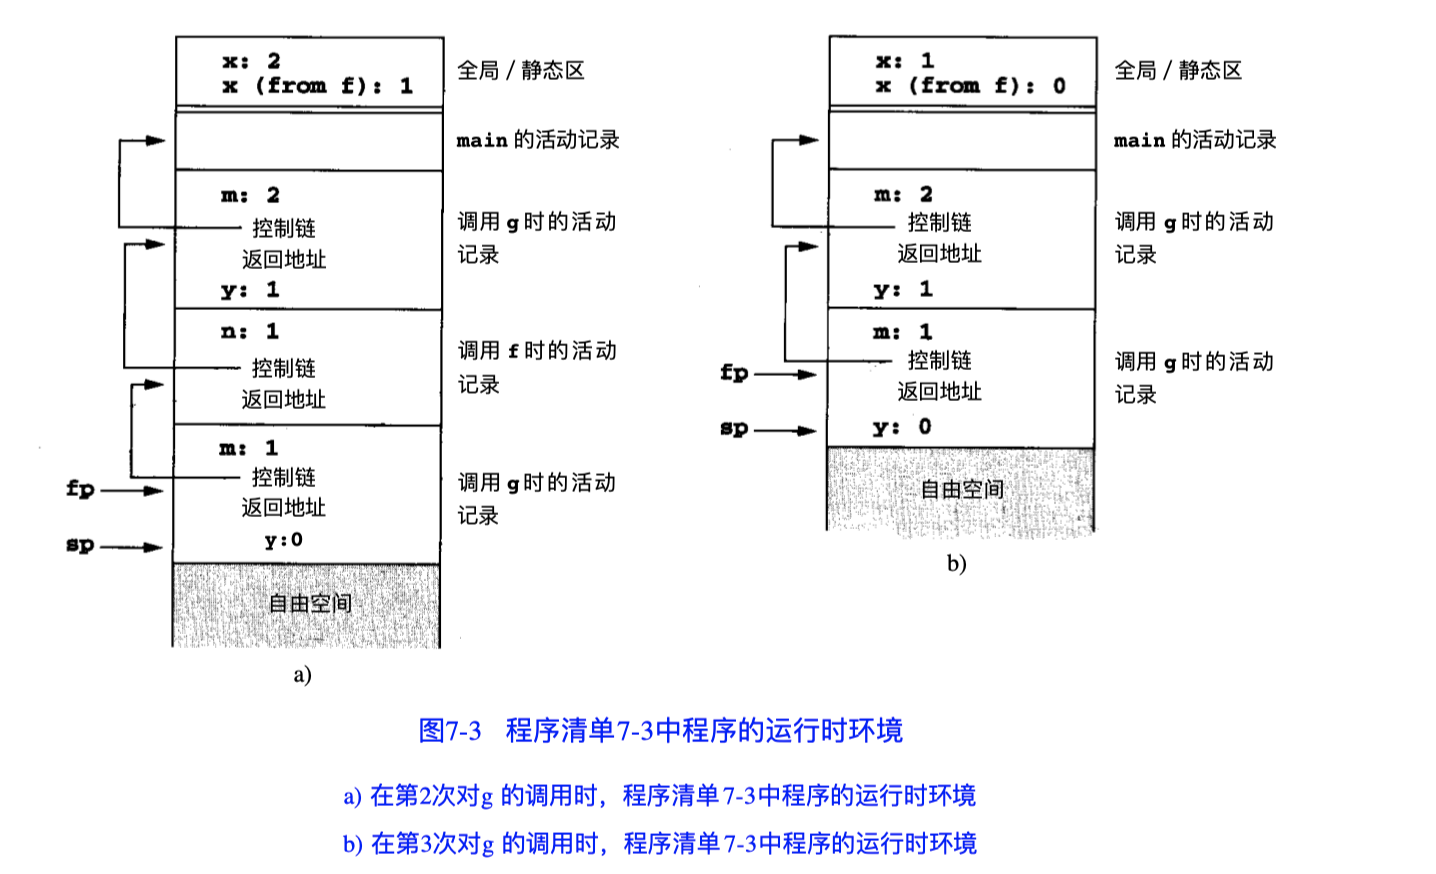 x: 2
x (from f): 1
全局 / 静态区
main 的活动记录
m: 2
控制链
返回地址
y: 1
调用 g 时的活动
记录
n: 1
控制链
返回地址
调用 f 时的活动
记录
m: 1
控制链
返回地址
y:0
调用 g 时的活动
记录
fp
sp
自由空间
a)
x: 1
x (from f): 0
全局 / 静态区
main 的活动记录
m: 2
控制链
返回地址
y: 1
调用 g 时的活动
记录
m: 1
控制链
返回地址
y: 0
调用 g 时的活动
记录
fp
sp
自由空间
b)
图7-3 程序清单7-3中程序的运行时环境
a) 在第2次对g 的调用时，程序清单7-3中程序的运行时环境
b) 在第3次对g 的调用时，程序清单7-3中程序的运行时环境